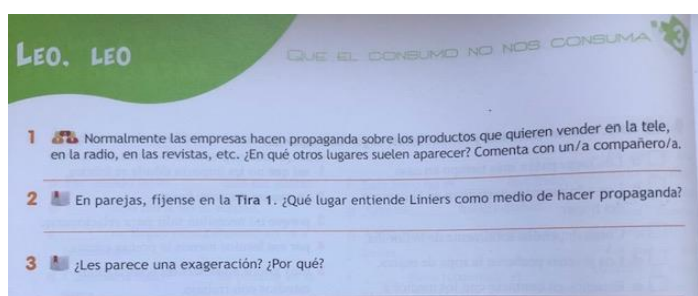 LEO. LEO
QUE EL CONSUMO NO NOS CONSUMA 3
1 Normalmente las empresas hacen propaganda sobre los productos que quieren vender en la tele,
en la radio, en las revistas, etc. ¿En qué otros lugares suelen aparecer? Comenta con un/a compañero/a.
2 En parejas, fíjense en la Tira 1. ¿Qué lugar entiende Liniers como medio de hacer propaganda?
3 ¿Les parece una exageración? ¿Por qué?